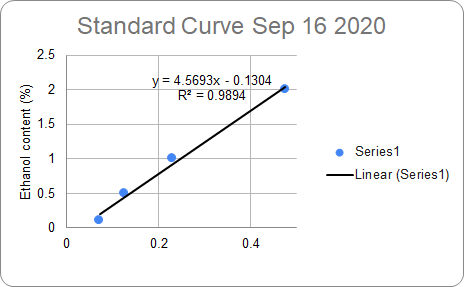 Standard Curve Sep 16 2020
Ethanol content (%)
2.5
2
1.5
1
0.5
0
0
0.2
0.4
y = 4.5693x - 0.1304
R² = 0.9894
Series1
Linear (Series1)